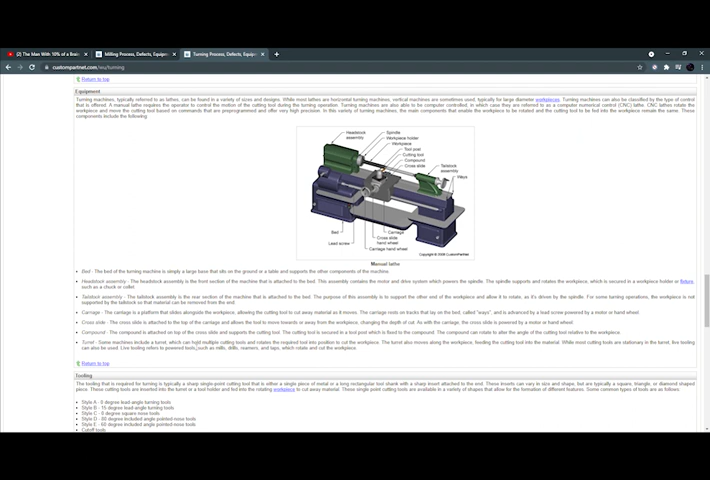 (2) The Man With 10% of a Brain
Milling Process, Defects, Equip
Turning Process, Defects, Equip
custompartnet.com/wu/turning
Return to top
Equipment
Turning machines, typically referred to as lathes, can be found in a variety of sizes and designs. While most lathes are horizontal turning machines, vertical machines are sometimes used, typically for large diameter workpieces. Turning machines can also be classified by the type of control
that is offered. A manual lathe requires the operator to control the motion of the cutting tool during the turning operation. Turning machines are also able to be computer controlled, in which case they are referred to as a computer numerical control (CNC) lathe. CNC lathes rotate the
workpiece and move the cutting tool based on commands that are preprogrammed and offer very high precision. In this variety of turning machines, the main components that enable the workpiece to be rotated and the cutting tool to be fed into the workpiece remain the same. These
components include the following
Headstock assembly
Spindle
Workpiece Holder
Workpiece
Tool post
Cutting tool
Compound
Cross slide
Tailstock assembly
Ways
Bed
Lead screw
Carriage
Cross slide hand wheel
Carriage hand wheel
Copyright © 2008 CustomPartNet
Manual lathe
Bed - The bed of the turning machine is simply a large base that sits on the ground or a table and supports the other components of the machine.
Headstock assembly - The headstock assembly is the front section of the machine that is attached to the bed. This assembly contains the motor and drive system which powers the spindle. The spindle supports and rotates the workpiece, which is secured in a workpiece holder or fixture,
such as a chuck or collet.
Tailstock assembly - The tailstock assembly is the rear section of the machine that is attached to the bed. The purpose of this assembly is to support the other end of the workpiece and allow it to rotate, as it's driven by the spindle. For some turning operations, the workpiece is not
supported by the tailstock so that material can be removed from the end.
Carriage - The carriage is a platform that slides alongside the workpiece, allowing the cutting tool to cut away material as it moves. The carriage rests on tracks that lay on the bed, called "ways", and is advanced by a lead screw powered by a motor or hand wheel.
Cross slide - The cross slide is attached to the top of the carriage and allows the tool to move towards or away from the workpiece, changing the depth of cut. As with the carriage, the cross slide is powered by a motor or hand wheel.
Compound - The compound is attached on top of the cross slide and supports the cutting tool. The cutting tool is secured in a tool post which is fixed to the compound. The compound can rotate to alter the angle of the cutting tool relative to the workpiece.
Turret - Some machines include a turret, which can hold multiple cutting tools and rotates the required tool into position to cut the workpiece. The turret also moves along the workpiece, feeding the cutting tool into the material. While most cutting tools are stationary in the turret, live tooling
can also be used. Live tooling refers to powered tools, such as mills, drills, reamers, and taps, which rotate and cut the workpiece.
Return to top
Tooling
The tooling that is required for turning is typically a sharp single-point cutting tool that is either a single piece of metal or a long rectangular tool shank with a sharp insert attached to the end. These inserts can vary in size and shape, but are typically a square, triangle, or diamond shaped
piece. These cutting tools are inserted into the turret or a tool holder and fed into the rotating workpiece to cut away material. These single point cutting tools are available in a variety of shapes that allow for the formation of different features. Some common types of tools are as follows.
Style A - 0 degree lead-angle turning tools
Style B - 15 degree lead-angle turning tools
Style C - 0 degree square nose tools
Style D - 80 degree included angle pointed-nose tools
Style E - 60 degree included angle pointed-nose tools
Cutoff tools